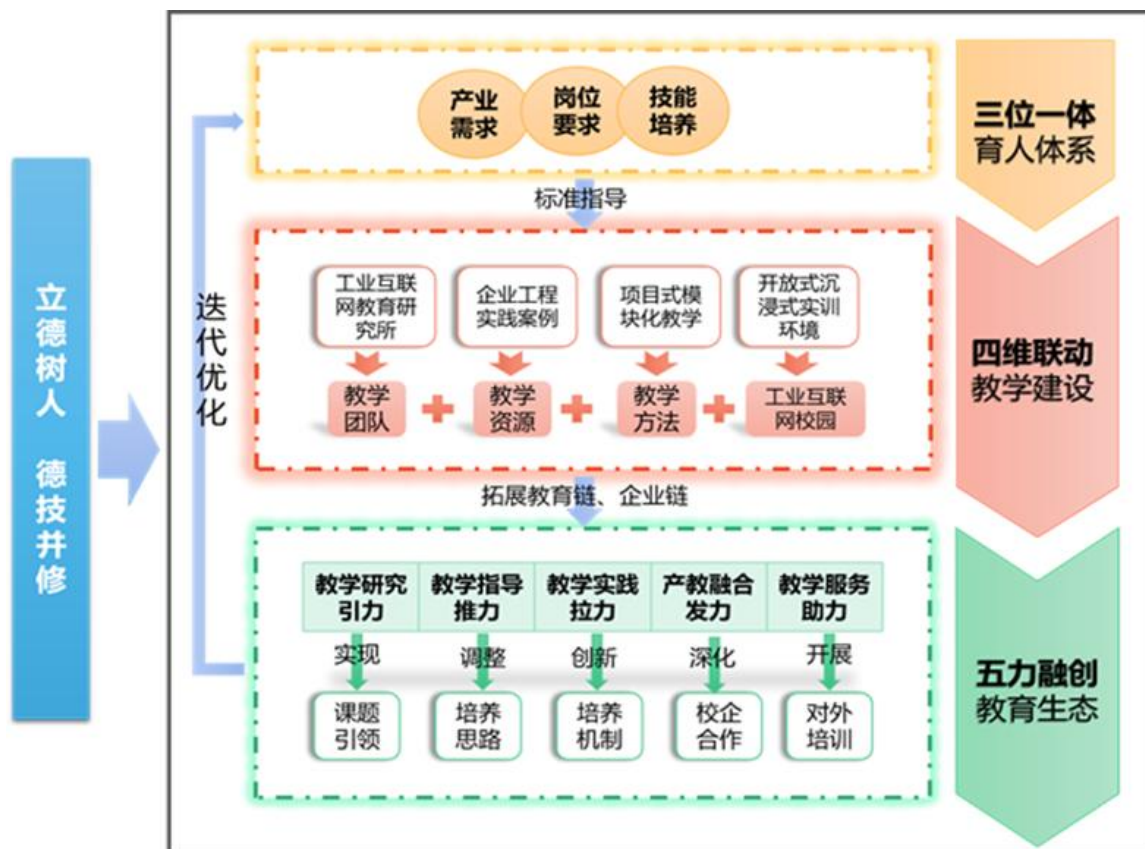 立德树人 德技并修
迭代优化
产业
需求
岗位
要求
技能
培养
三位一体
育人体系
标准指导
工业互联
网教育研
究所
企业工程
实践案例
项目式模
块化教学
开放式沉
浸式实训
环境
教学
团队
教学
资源
教学
方法
工业互联
网校园
四维联动
教学建设
拓展教育链、企业链
教学研究
引力
教学指导
推力
教学实践
拉力
产教融合
发力
教学服务
助力
实现
调整
创新
深化
开展
课题
引领
培养
思路
培养
机制
校企
合作
对外
培训
五力融创
教育生态